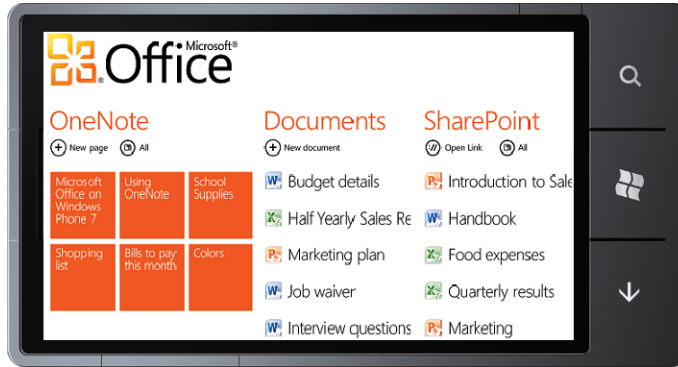 Microsoft®
Office
OneNote
New page
All
Microsoft
Office on
Windows
Phone 7
Using
OneNote
School
Supplies
Shopping
list
Bills to pay
this month
Colors
Documents
New document
Budget details
Half Yearly Sales Re
Marketing plan
Job waiver
Interview questions
SharePoint
Open Link
All
Introduction to Sale
Handbook
Food expenses
Quarterly results
Marketing